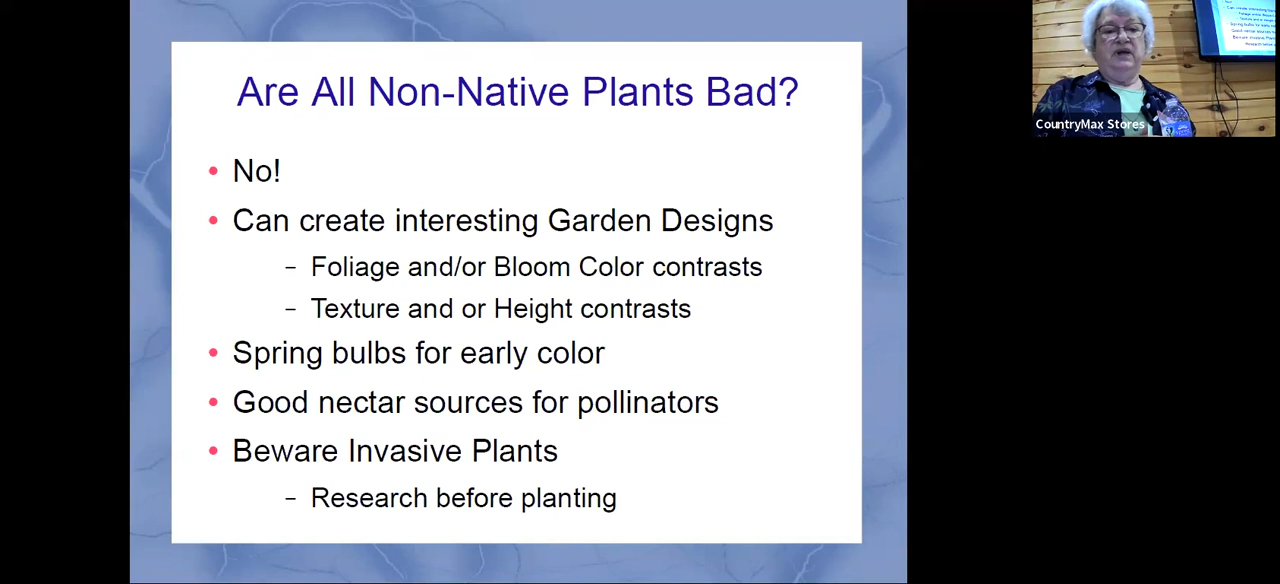 Are All Non-Native Plants Bad?
• No!
• Can create interesting Garden Designs
– Foliage and/or Bloom Color contrasts
– Texture and or Height contrasts
• Spring bulbs for early color
• Good nectar sources for pollinators
• Beware Invasive Plants
– Research before planting
CountryMax Stores